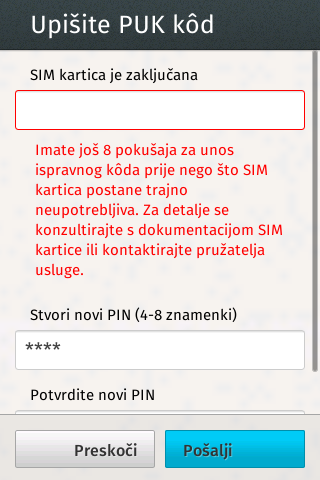 Upišite PUK kôd
SIM kartica je zaključana
Imate još 8 pokušaja za unos
ispravnog kôda prije nego što SIM
kartica postane trajno
neupotrebljiva. Za detalje se
konzultirajte s dokumentacijom SIM
kartice ili kontaktirajte pružatelja
usluge.
Stvori novi PIN (4-8 znamenki)
****
Potvrdite novi PIN
Preskoči
Pošalji